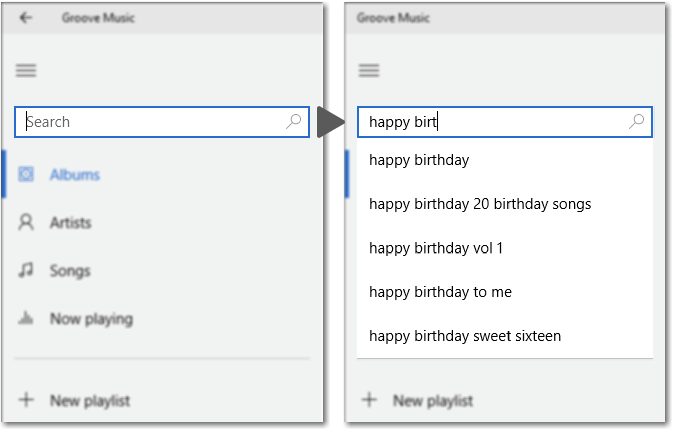 Groove Music
Search
Albums
Artists
Songs
Now playing
New playlist
Groove Music
happy birt
happy birthday
happy birthday 20 birthday songs
happy birthday vol 1
happy birthday to me
happy birthday sweet sixteen
New playlist